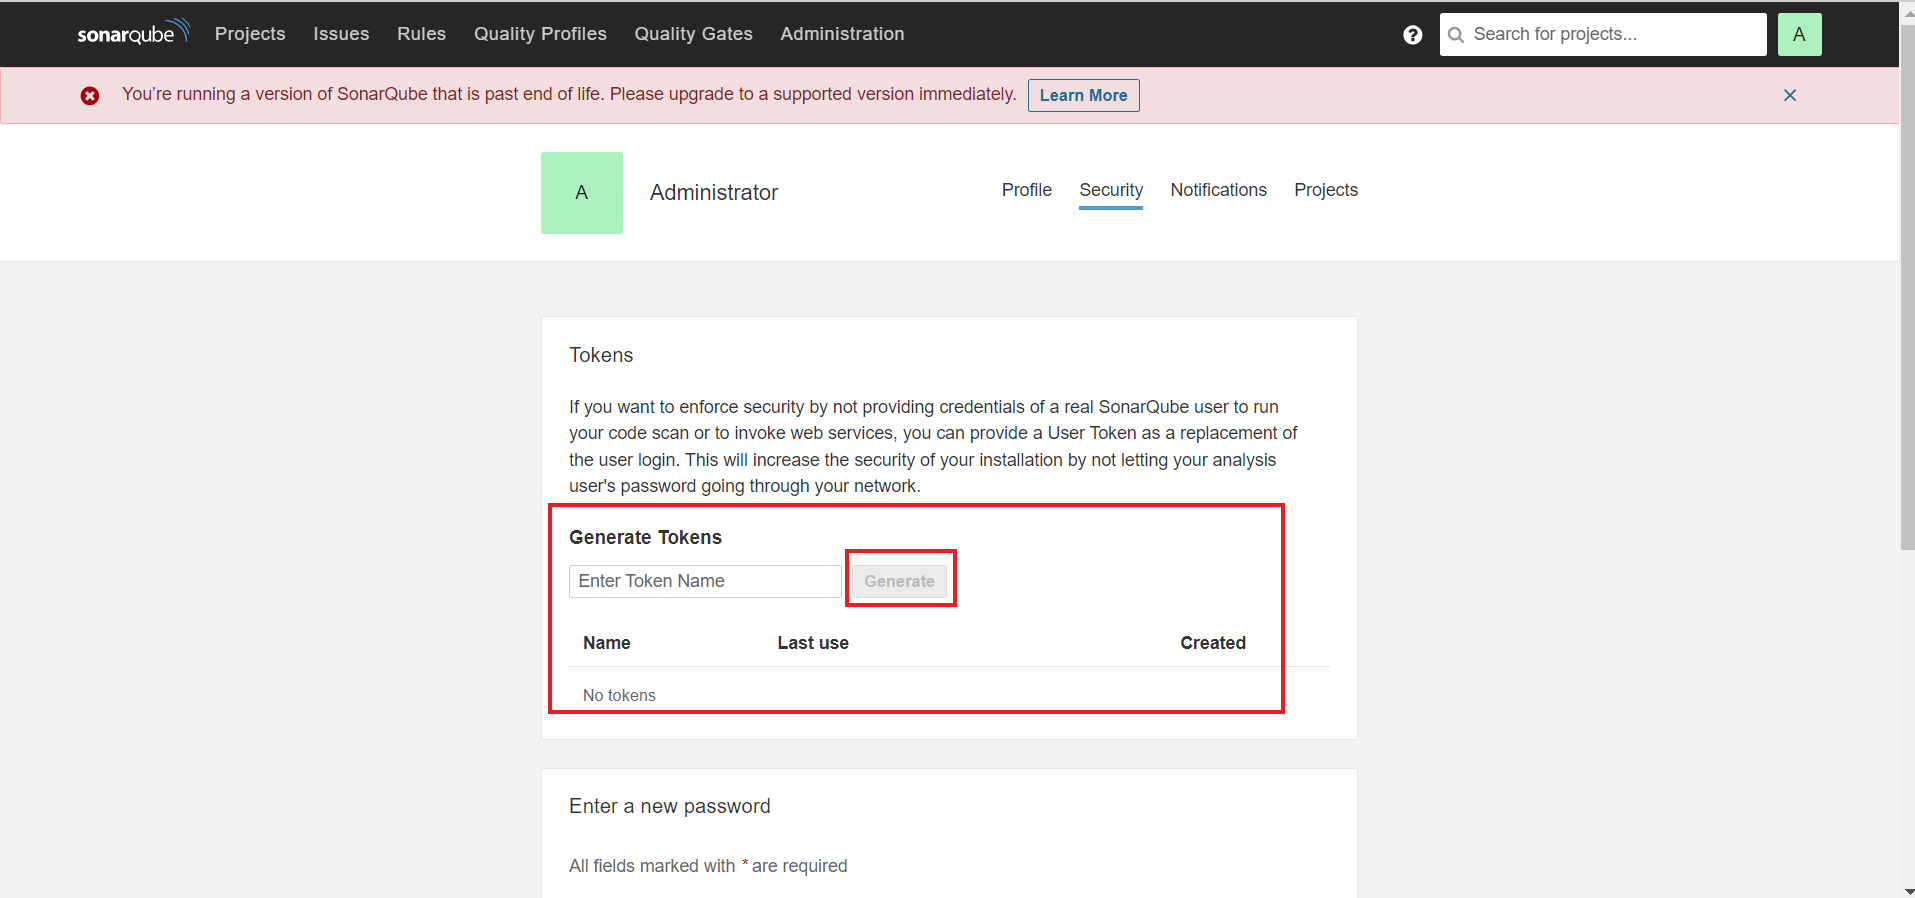 sonarqube Projects Issues Rules Quality Profiles Quality Gates Administration ? Search for projects... A
You're running a version of SonarQube that is past end of life. Please upgrade to a supported version immediately. Learn More
A Administrator Profile Security Notifications Projects
Tokens
If you want to enforce security by not providing credentials of a real SonarQube user to run
your code scan or to invoke web services, you can provide a User Token as a replacement of
the user login. This will increase the security of your installation by not letting your analysis
user's password going through your network.
Generate Tokens
Enter Token Name Generate
Name Last use Created
No tokens
Enter a new password
All fields marked with * are required